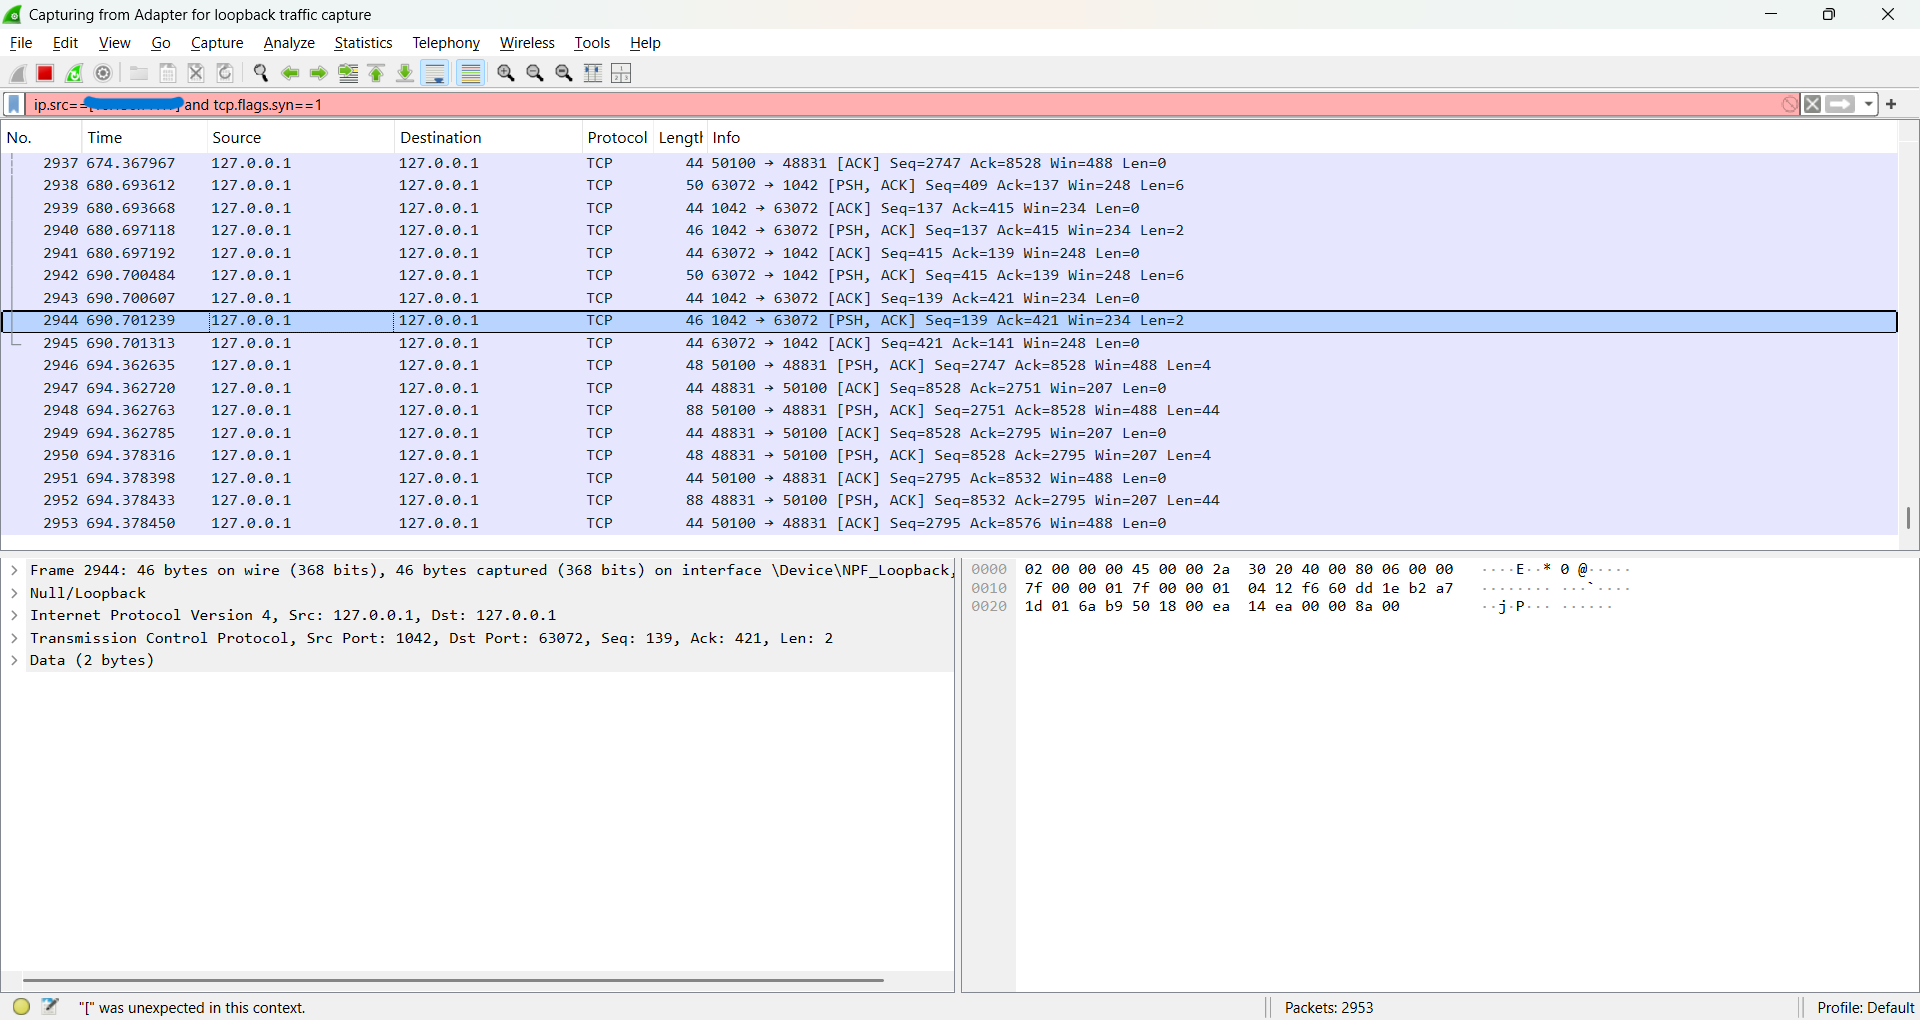 Capturing from Adapter for loopback traffic capture
File Edit View Go Capture Analyze Statistics Telephony Wireless Tools Help
ip.src== and tcp.flags.syn==1
No. Time Source Destination Protocol Lengtl Info
2937 674.367967 127.0.0.1 127.0.0.1 TCP 44 50100 → 48831 [ACK] Seq=2747 Ack=8528 Win=488 Len=0
2938 680.693612 127.0.0.1 127.0.0.1 TCP 50 63072 → 1042 [PSH, ACK] Seq=409 Ack=137 Win=248 Len=6
2939 680.693668 127.0.0.1 127.0.0.1 TCP 44 1042 → 63072 [ACK] Seq=137 Ack=415 Win=234 Len=0
2940 680.697118 127.0.0.1 127.0.0.1 TCP 46 1042 → 63072 [PSH, ACK] Seq=137 Ack=415 Win=234 Len=2
2941 680.697192 127.0.0.1 127.0.0.1 TCP 44 63072 → 1042 [ACK] Seq=415 Ack=139 Win=248 Len=0
2942 690.700484 127.0.0.1 127.0.0.1 TCP 50 63072 → 1042 [PSH, ACK] Seq=415 Ack=139 Win=248 Len=6
2943 690.700607 127.0.0.1 127.0.0.1 TCP 44 1042 → 63072 [ACK] Seq=139 Ack=421 Win=234 Len=0
2944 690.701239 127.0.0.1 127.0.0.1 TCP 46 1042 → 63072 [PSH, ACK] Seq=139 Ack=421 Win=234 Len=2
2945 690.701313 127.0.0.1 127.0.0.1 TCP 44 63072 → 1042 [ACK] Seq=421 Ack=141 Win=248 Len=0
2946 694.362635 127.0.0.1 127.0.0.1 TCP 48 50100 → 48831 [PSH, ACK] Seq=2747 Ack=8528 Win=488 Len=4
2947 694.362720 127.0.0.1 127.0.0.1 TCP 44 48831 → 50100 [ACK] Seq=8528 Ack=2751 Win=207 Len=0
2948 694.362763 127.0.0.1 127.0.0.1 TCP 88 50100 → 48831 [PSH, ACK] Seq=2751 Ack=8528 Win=488 Len=44
2949 694.362785 127.0.0.1 127.0.0.1 TCP 44 48831 → 50100 [ACK] Seq=8528 Ack=2795 Win=207 Len=0
2950 694.378316 127.0.0.1 127.0.0.1 TCP 48 48831 → 50100 [PSH, ACK] Seq=8528 Ack=2795 Win=207 Len=4
2951 694.378398 127.0.0.1 127.0.0.1 TCP 44 50100 → 48831 [ACK] Seq=2795 Ack=8532 Win=488 Len=0
2952 694.378433 127.0.0.1 127.0.0.1 TCP 88 48831 → 50100 [PSH, ACK] Seq=8532 Ack=2795 Win=207 Len=44
2953 694.378450 127.0.0.1 127.0.0.1 TCP 44 50100 → 48831 [ACK] Seq=2795 Ack=8576 Win=488 Len=0
Frame 2944: 46 bytes on wire (368 bits), 46 bytes captured (368 bits) on interface \Device\NPF_Loopback,
Null/Loopback
Internet Protocol Version 4, Src: 127.0.0.1, Dst: 127.0.0.1
Transmission Control Protocol, Src Port: 1042, Dst Port: 63072, Seq: 139, Ack: 421, Len: 2
Data (2 bytes)
0000 02 00 00 00 45 00 00 2a 30 20 40 00 80 06 00 00 ····E··* 0 @·····
0010 7f 00 00 01 7f 00 00 01 04 12 f6 60 dd 1e b2 a7 ········ ···`····
0020 1d 01 6a b9 50 18 00 ea 14 ea 00 00 8a 00 ··j·P··· ······
"[" was unexpected in this context.
Packets: 2953
Profile: Default